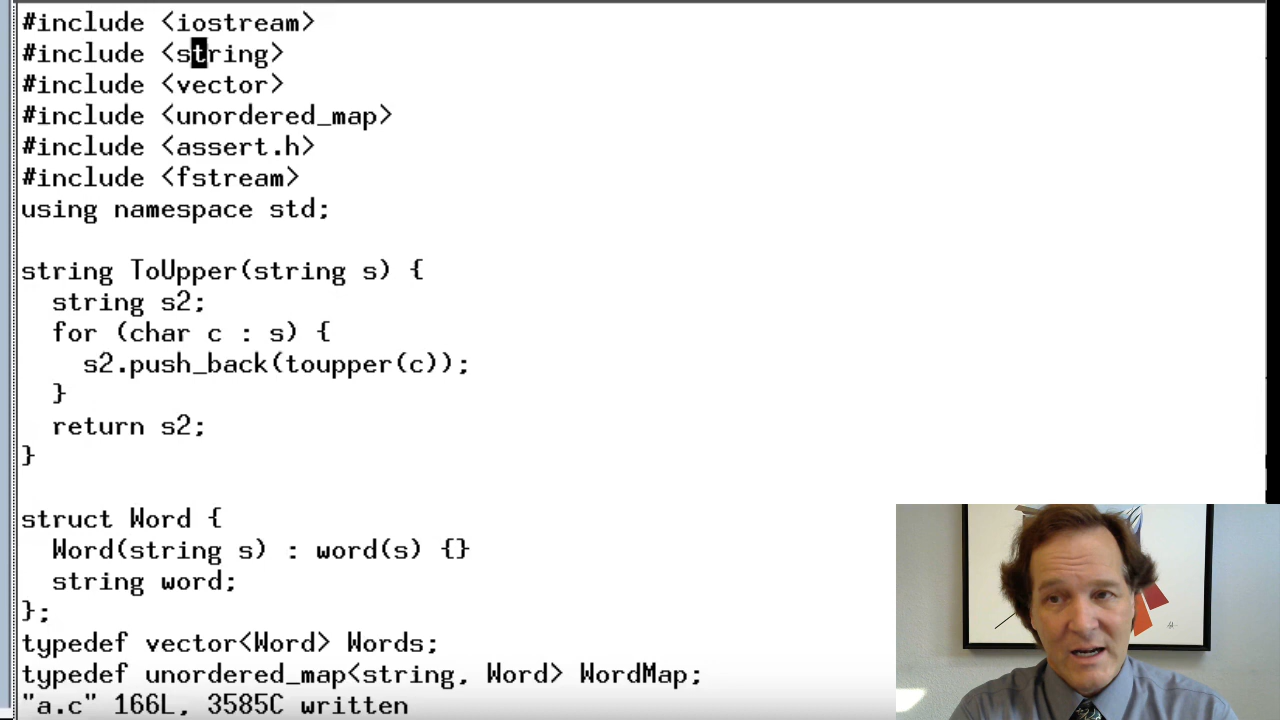 #include <iostream>
#include <string>
#include <vector>
#include <unordered_map>
#include <assert.h>
#include <fstream>
using namespace std;

string ToUpper(string s) {
  string s2;
  for (char c : s) {
    s2.push_back(toupper(c));
  }
  return s2;
}

struct Word {
  Word(string s) : word(s) {}
  string word;
};
typedef vector<Word> Words;
typedef unordered_map<string, Word> WordMap;
"a.c" 166L, 3585C written